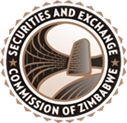 SECURITIES AND EXCHANGE
COMMISSION OF ZIMBABWE